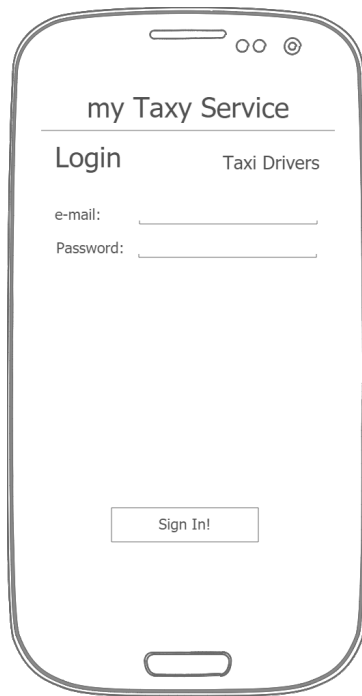 my Taxy Service
Login
Taxi Drivers
e-mail:
Password:
Sign In!